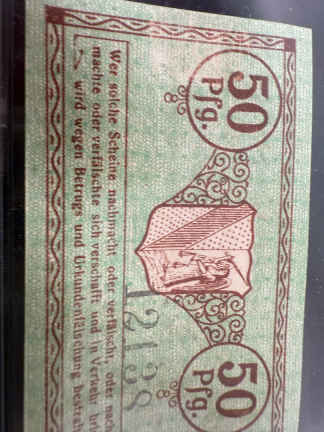 50
Pfg.
50
Pfg.
12138
Wer solche Scheine nachmacht oder verfälscht, oder nach
machte oder verfälschte sich verschafft und in Verkehr
wird wegen Betrugs und Urkundenfälschung